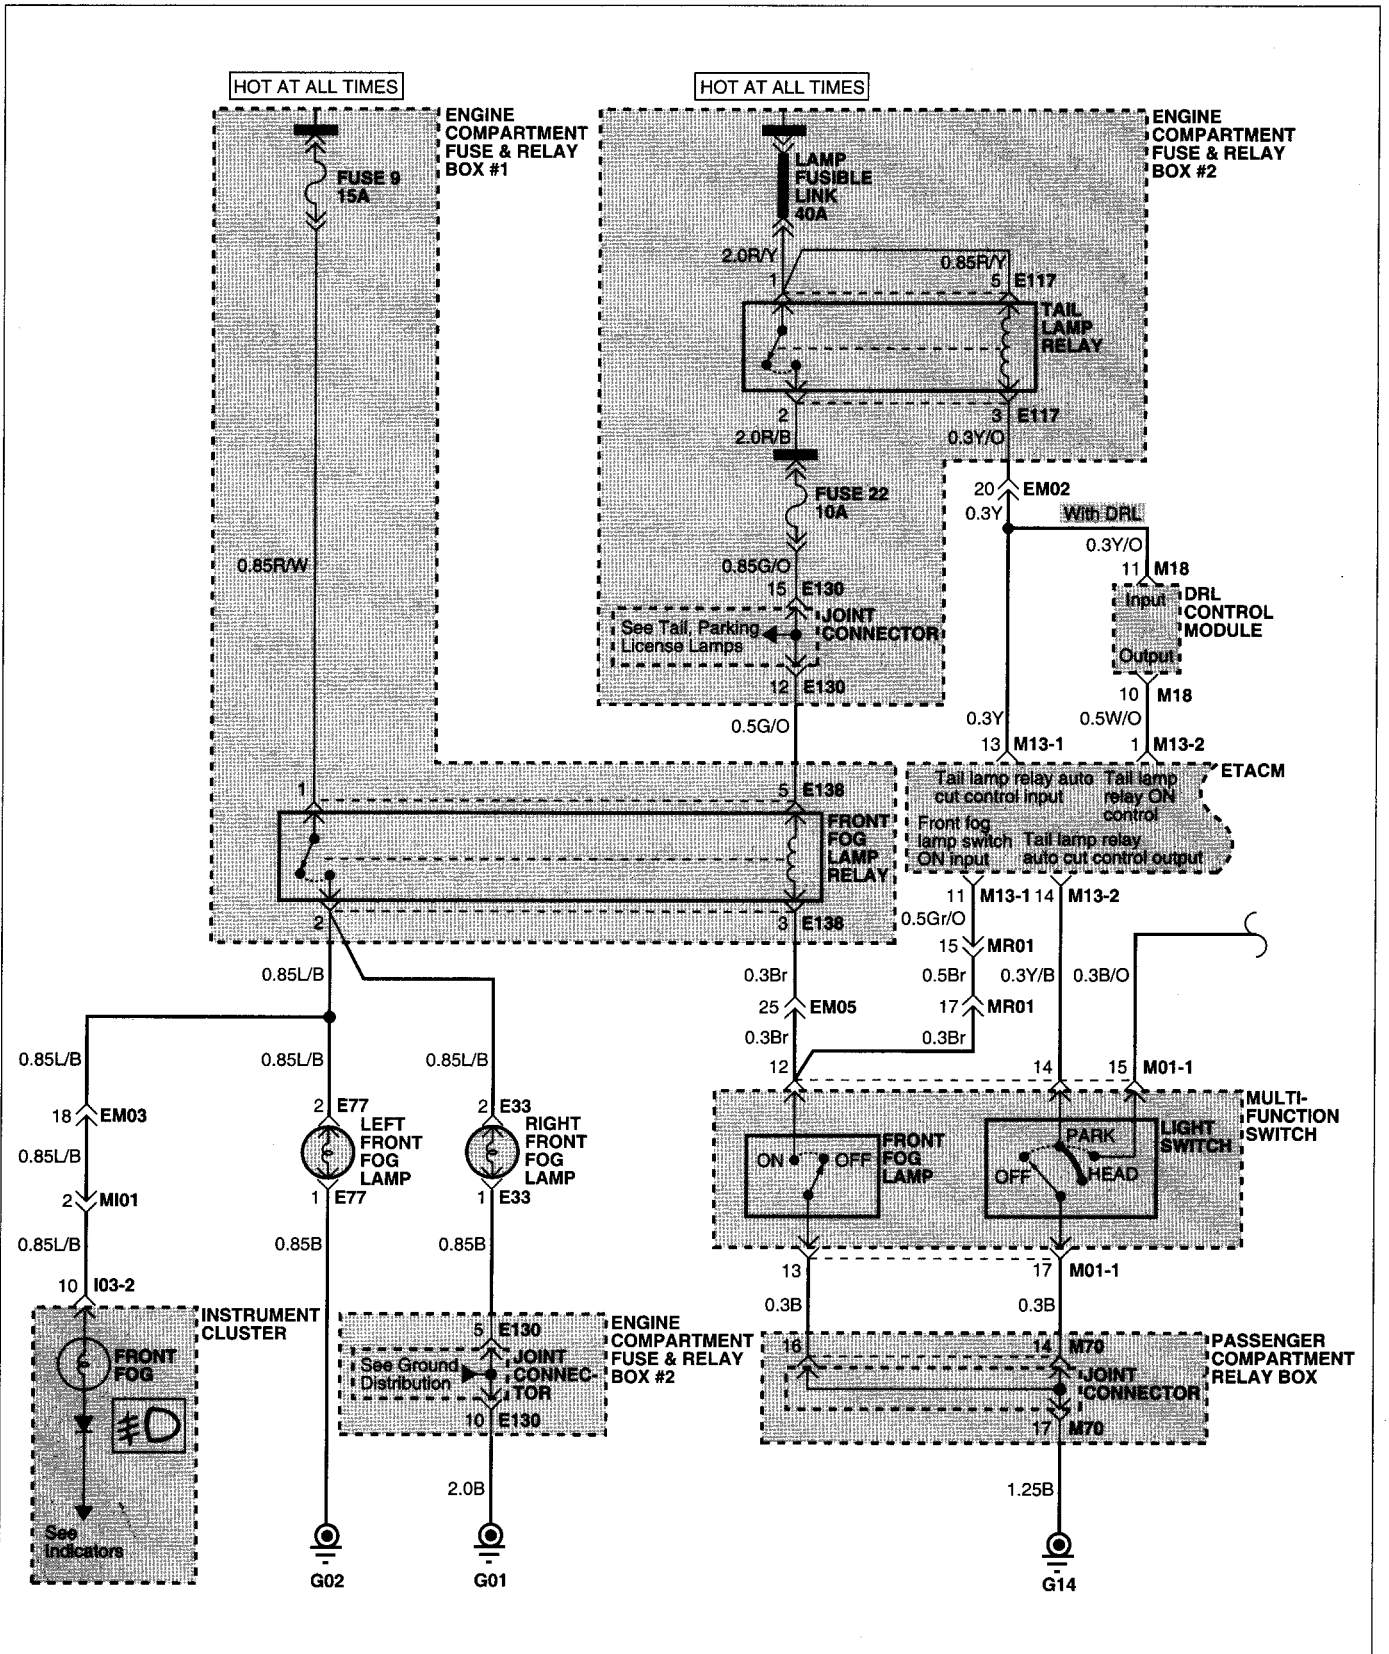 HOT AT ALL TIMES
HOT AT ALL TIMES
ENGINE
COMPARTMENT
FUSE & RELAY
BOX #1
FUSE 9
15A
LAMP
FUSIBLE
LINK
40A
ENGINE
COMPARTMENT
FUSE & RELAY
BOX #2
2.0R/Y
0.85R/Y
1
5 E117
TAIL
LAMP
RELAY
2
3 E117
2.0R/B
0.3Y/O
FUSE 22
10A
20 EM02
0.3Y
With DRL
0.3Y/O
0.85R/W
0.85G/O
11 M18
15 E130
Input
DRL
CONTROL
MODULE
JOINT
CONNECTOR
See Tail, Parking
License Lamps
Output
12 E130
10 M18
0.5G/O
0.3Y
0.5W/O
13 M13-1
1 M13-2
ETACM
Tail lamp relay auto
cut control input
Tail lamp
relay ON
control
Front fog
lamp switch
ON input
Tail lamp relay
auto cut control output
1
5 E138
FRONT
FOG
LAMP
RELAY
2
3 E138
11 M13-1
14 M13-2
0.5Gr/O
15 MR01
0.85L/B
0.3Br
0.5Br
0.3Y/B
0.3B/O
25 EM05
17 MR01
0.3Br
0.3Br
0.85L/B
0.85L/B
0.85L/B
12
14
15 M01-1
18 EM03
2 E77
LEFT
FRONT
FOG
LAMP
2 E33
RIGHT
FRONT
FOG
LAMP
MULTI-
FUNCTION
SWITCH
FRONT
FOG
LAMP
ON
OFF
PARK
LIGHT
SWITCH
OFF
HEAD
0.85L/B
2 MI01
1 E77
1 E33
0.85L/B
0.85B
0.85B
10 I03-2
13
17 M01-1
0.3B
0.3B
INSTRUMENT
CLUSTER
FRONT
FOG
See
Indicators
5 E130
ENGINE
COMPARTMENT
FUSE & RELAY
BOX #2
See Ground
Distribution
JOINT
CONNEC-
TOR
10 E130
16
14 M70
PASSENGER
COMPARTMENT
RELAY BOX
JOINT
CONNECTOR
17 M70
2.0B
1.25B
G02
G01
G14